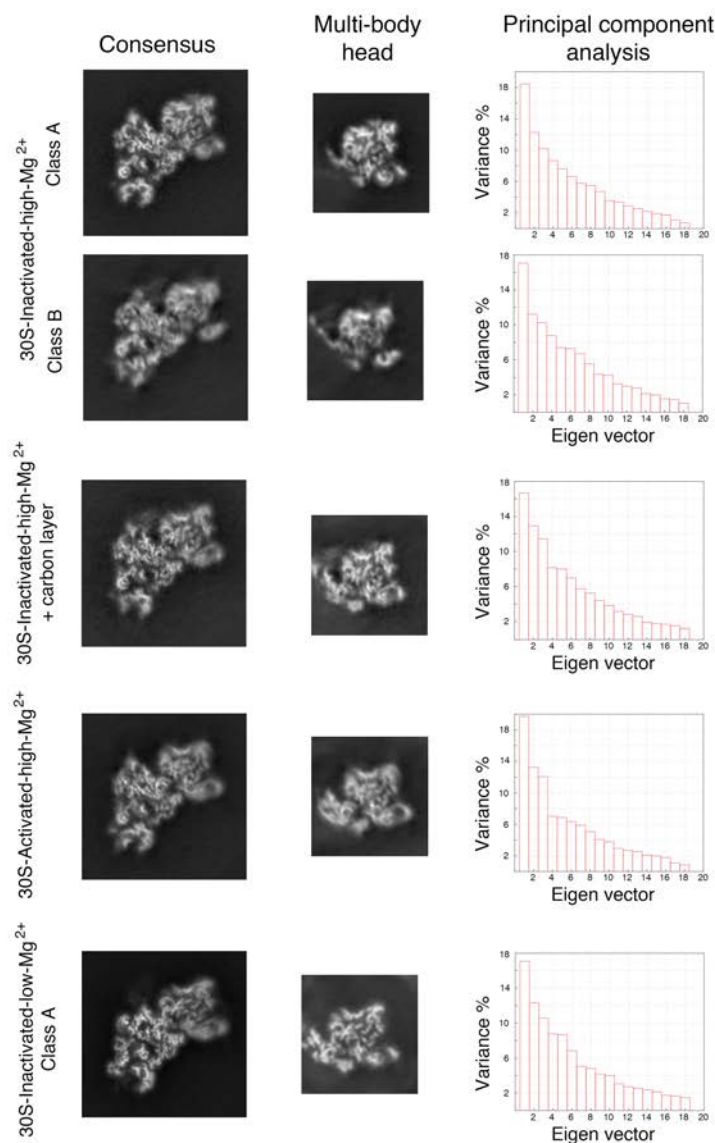 Consensus
Multi-body
head
Principal component
analysis
30S-Inactivated-high-Mg²⁺
Class A
Variance %
18
14
10
6
2
2 4 6 8 10 12 14 16 18 20
Class B
Variance %
18
14
10
6
2
2 4 6 8 10 12 14 16 18 20
Eigen vector
30S-Inactivated-high-Mg²⁺
+ carbon layer
Variance %
18
14
10
6
2
2 4 6 8 10 12 14 16 18 20
Eigen vector
30S-Activated-high-Mg²⁺
Variance %
18
14
10
6
2
2 4 6 8 10 12 14 16 18 20
Eigen vector
30S-Inactivated-low-Mg²⁺
Class A
Variance %
18
14
10
6
2
2 4 6 8 10 12 14 16 18 20
Eigen vector